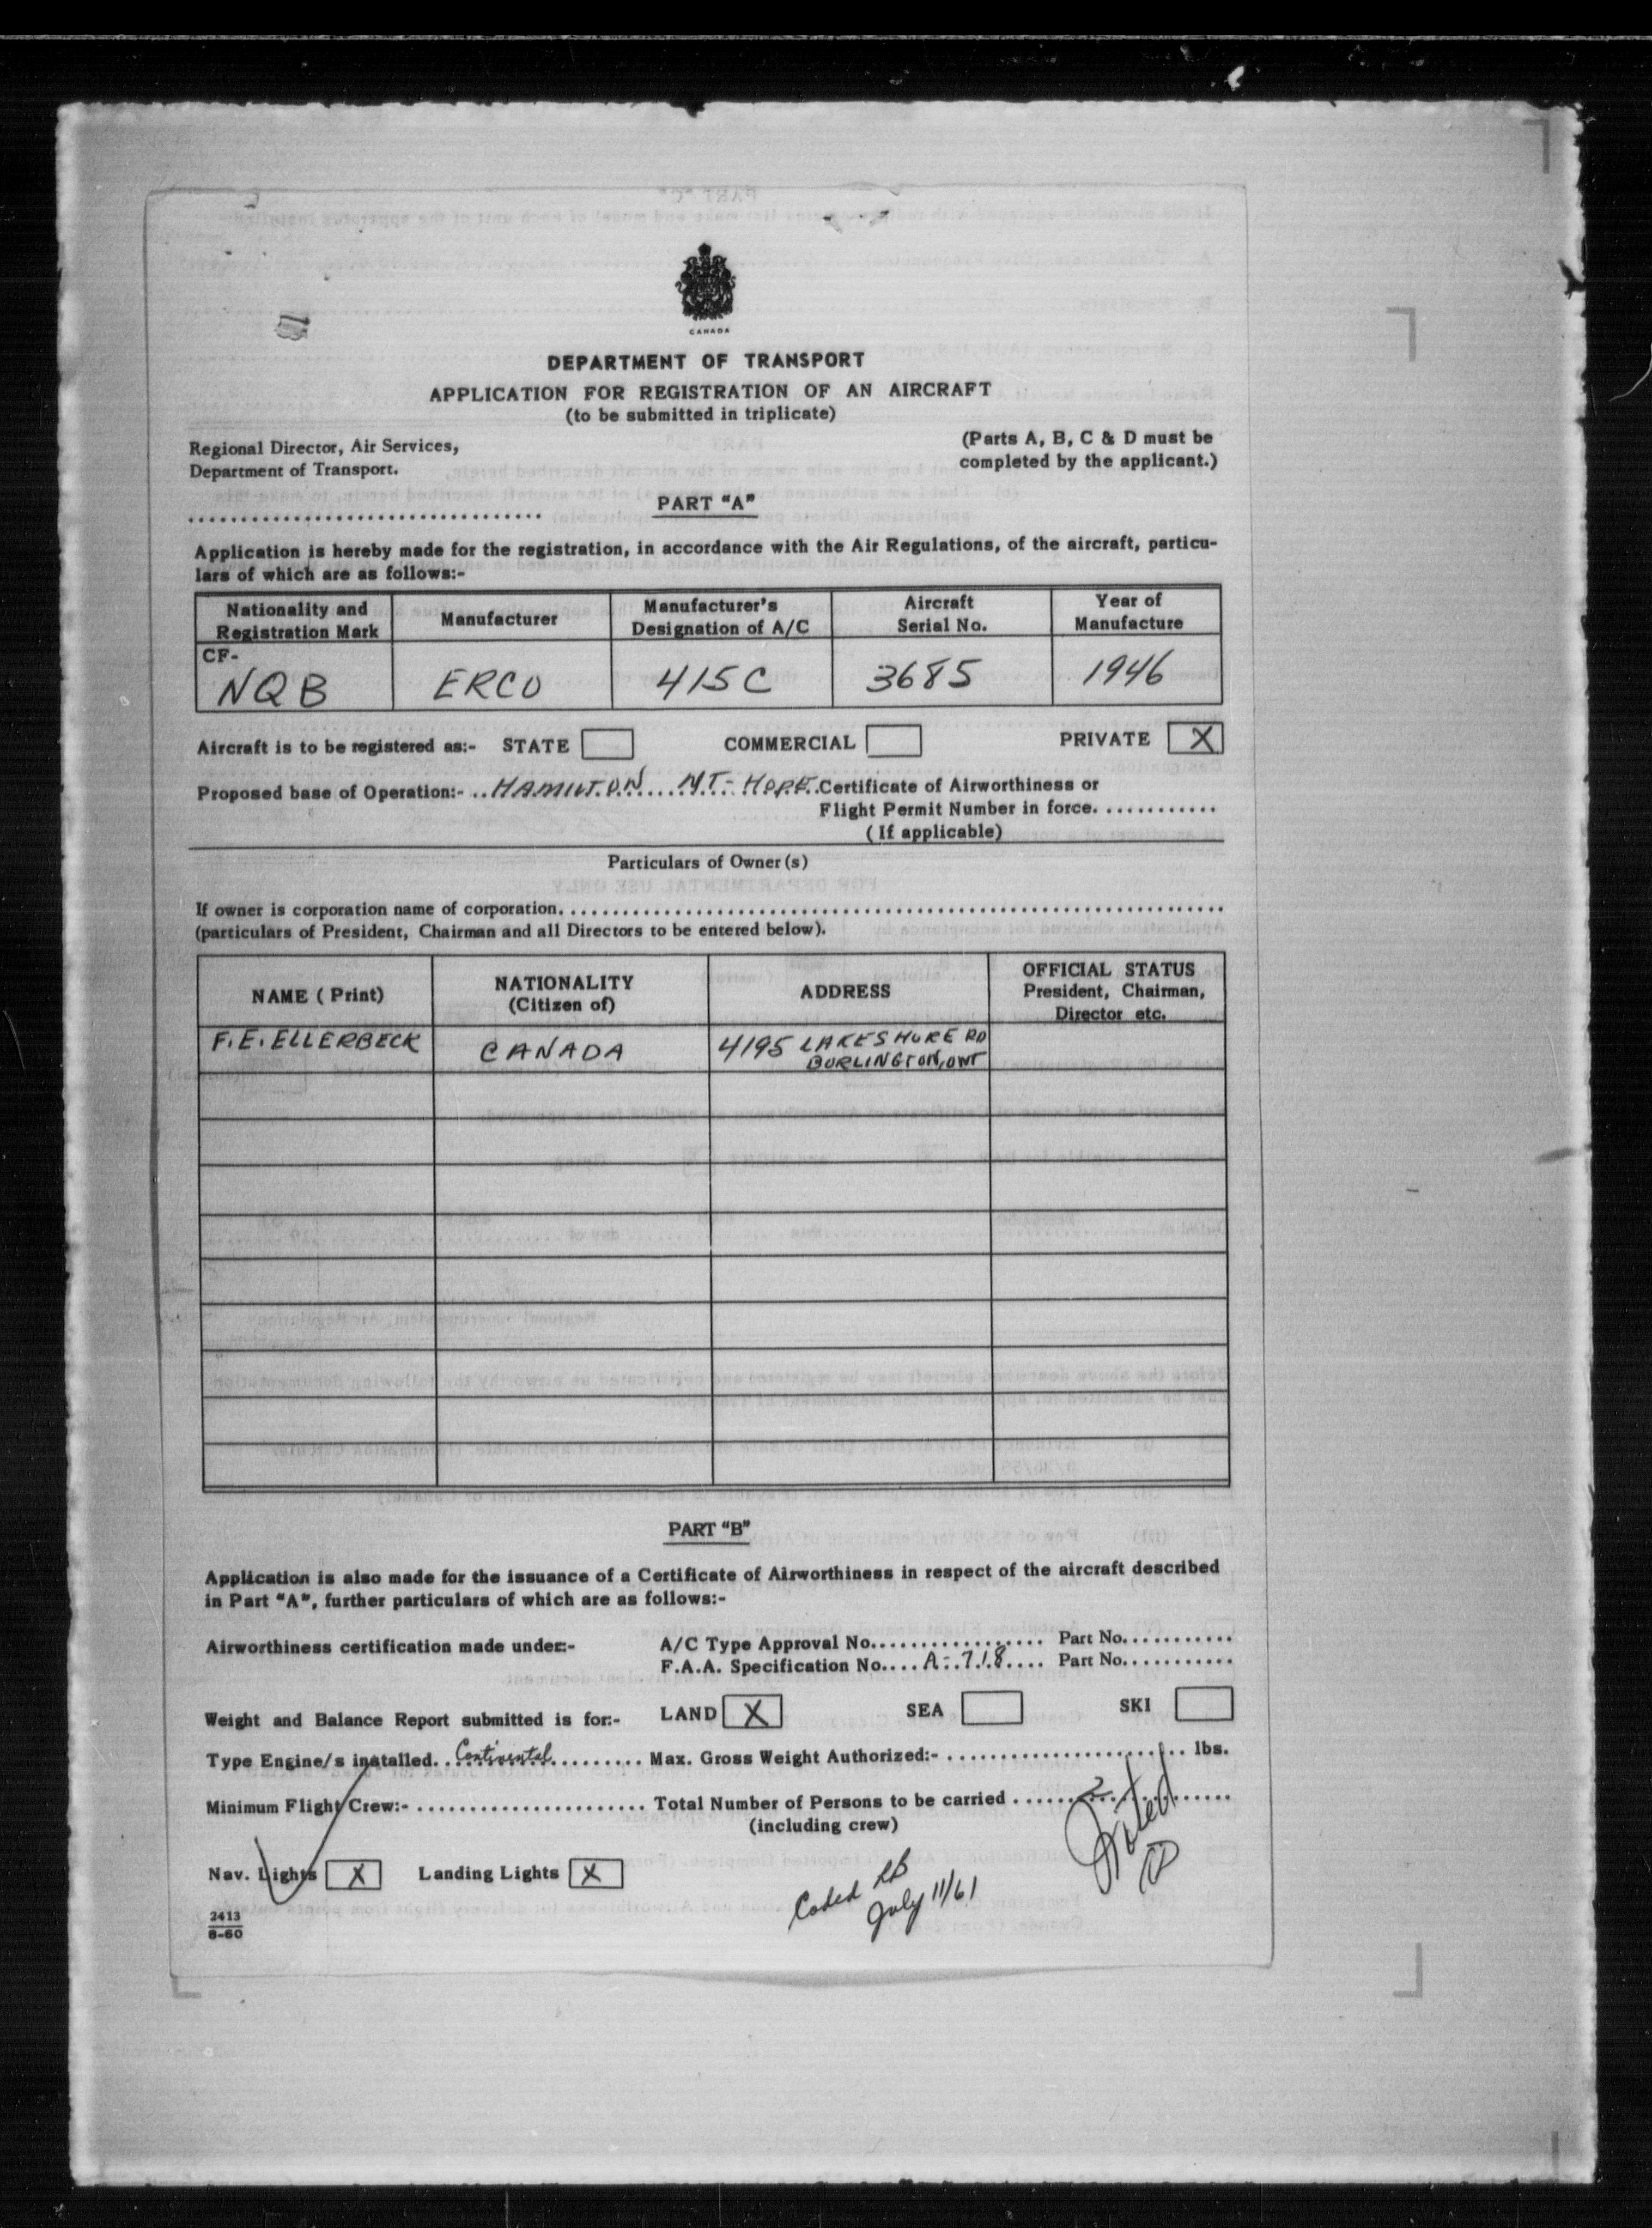 CANADA
DEPARTMENT OF TRANSPORT
APPLICATION FOR REGISTRATION OF AN AIRCRAFT
(to be submitted in triplicate)
Regional Director, Air Services,
Department of Transport.
(Parts A, B, C & D must be
completed by the applicant.)
PART "A"
Application is hereby made for the registration, in accordance with the Air Regulations, of the aircraft, particu-
lars of which are as follows:-
Nationality and Registration Mark
Manufacturer
Manufacturer's Designation of A/C
Aircraft Serial No.
Year of Manufacture
CF-
NQB ERCO 415C 3685 1946
Aircraft is to be registered as:- STATE COMMERCIAL PRIVATE X
Proposed base of Operation:- HAMILTON MT-HOPE Certificate of Airworthiness or
Flight Permit Number in force.
(If applicable)
Particulars of Owner(s)
If owner is corporation name of corporation.
(particulars of President, Chairman and all Directors to be entered below).
NAME (Print)
NATIONALITY
(Citizen of)
ADDRESS
OFFICIAL STATUS
President, Chairman,
Director etc.
F.E. ELLERBECK CANADA 4195 LAKESHORE RD
BURLINGTON, ONT
PART "B"
Application is also made for the issuance of a Certificate of Airworthiness in respect of the aircraft described
in Part "A", further particulars of which are as follows:-
Airworthiness certification made under:- A/C Type Approval No. Part No.
F.A.A. Specification No. A-718 Part No.
Weight and Balance Report submitted is for:- LAND X SEA SKI
Type Engine/s installed. Continental Max. Gross Weight Authorized:- lbs.
Minimum Flight Crew:- Total Number of Persons to be carried 2
(including crew)
Noted
Nav. Lights X Landing Lights X
Coded
July 11/61
2413
8-60